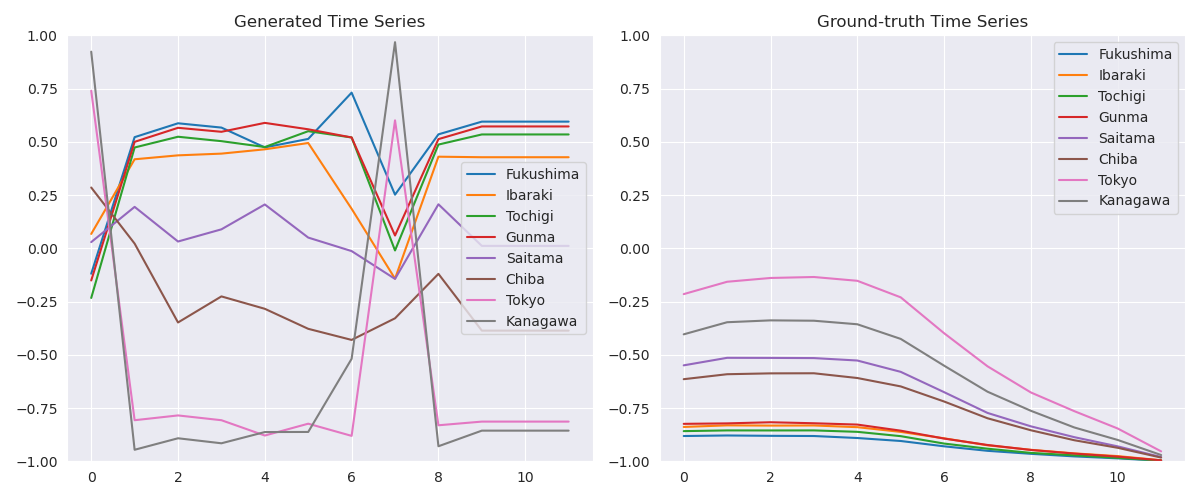 Generated Time Series
1.00
0.75
0.50
0.25
0.00
−0.25
−0.50
−0.75
−1.00
0
2
4
6
8
10
Fukushima
Ibaraki
Tochigi
Gunma
Saitama
Chiba
Tokyo
Kanagawa
Ground-truth Time Series
1.00
0.75
0.50
0.25
0.00
−0.25
−0.50
−0.75
−1.00
0
2
4
6
8
10
Fukushima
Ibaraki
Tochigi
Gunma
Saitama
Chiba
Tokyo
Kanagawa